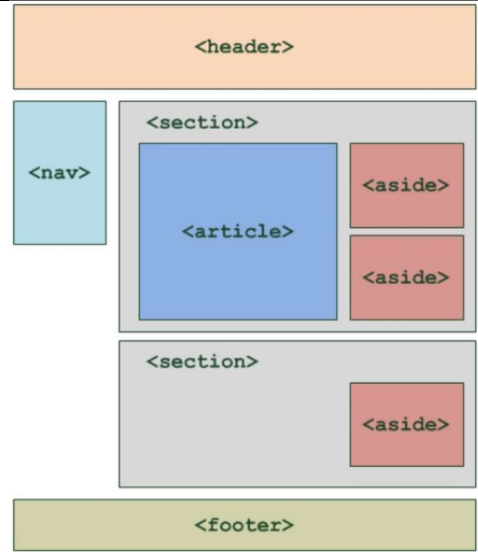 <header>
<nav>
<section>
<article>
<aside>
<aside>
<section>
<aside>
<footer>